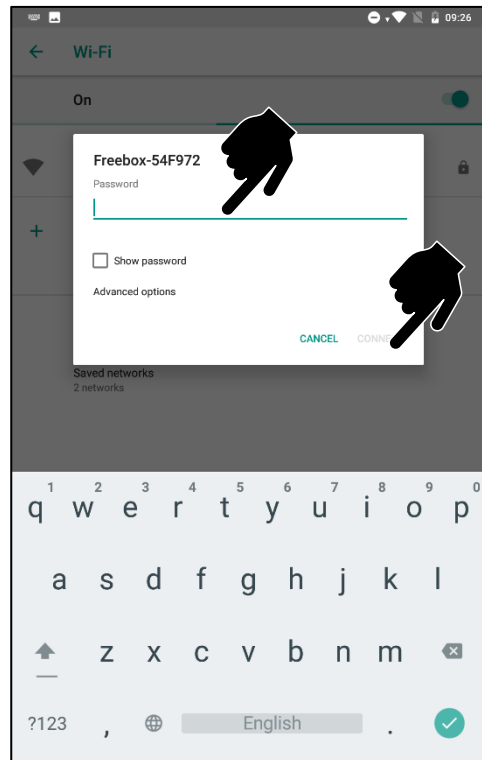 09:26
Wi-Fi
On
Freebox-54F972
Password
Show password
Advanced options
CANCEL
Saved networks
2 networks
1 2 3 4 5 6 7 8 9 0
q w e r t y u i o p
a s d f g h j k l
z x c v b n m
?123 , English .